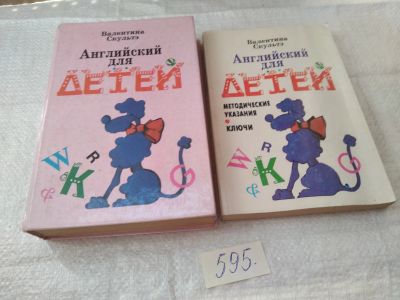 Валентина
Скультэ
Английский
для
ДЕТЕЙ
W
R
K
G
Валентина
Скультэ
Английский
для
ДЕТЕЙ
МЕТОДИЧЕСКИЕ
УКАЗАНИЯ
• КЛЮЧИ
W
R
K
G
595.